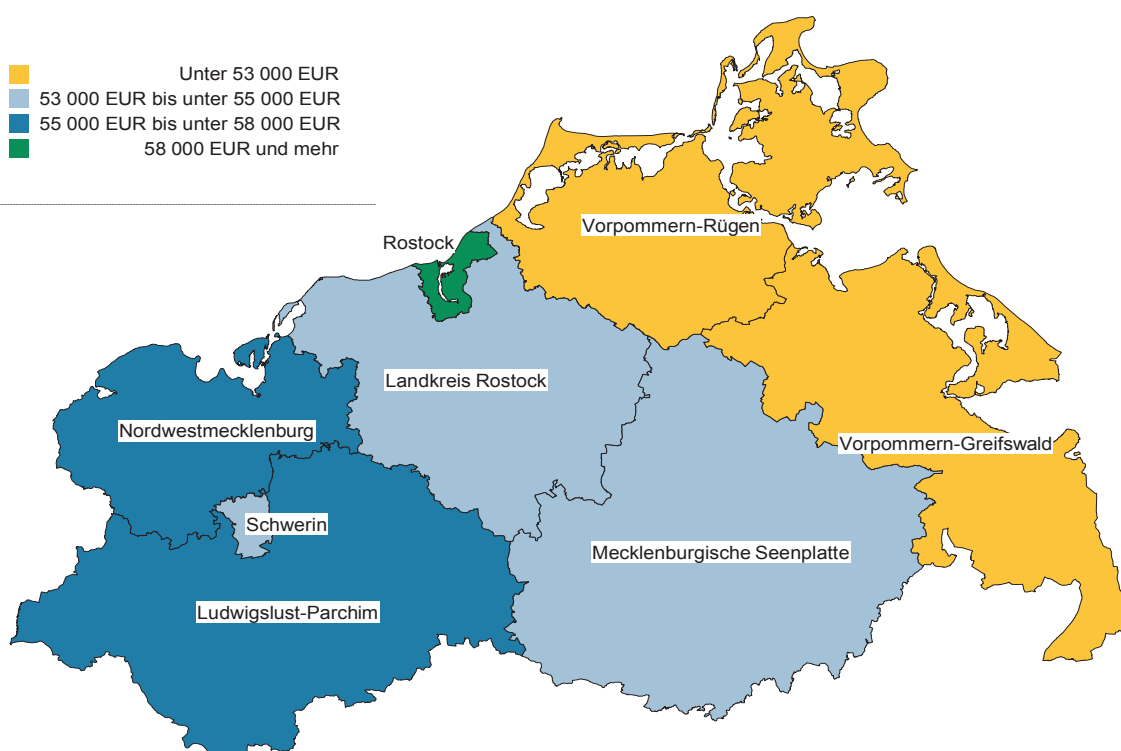 Unter 53 000 EUR
53 000 EUR bis unter 55 000 EUR
55 000 EUR bis unter 58 000 EUR
58 000 EUR und mehr
Vorpommern-Rügen
Rostock
Landkreis Rostock
Nordwestmecklenburg
Vorpommern-Greifswald
Schwerin
Mecklenburgische Seenplatte
Ludwigslust-Parchim